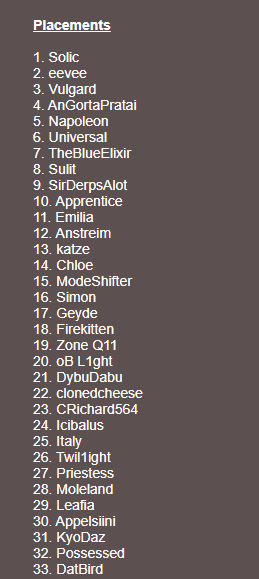 Placements
1. Solic
2. eevee
3. Vulgard
4. AnGortaPratai
5. Napoleon
6. Universal
7. TheBlueElixir
8. Sulit
9. SirDerpsAlot
10. Apprentice
11. Emilia
12. Anstreim
13. katze
14. Chloe
15. ModeShifter
16. Simon
17. Geyde
18. Firekitten
19. Zone Q11
20. oB L1ght
21. DybuDabu
22. clonedcheese
23. CRichard564
24. Icibalus
25. Italy
26. Twil1ight
27. Priestess
28. Moleland
29. Leafia
30. Appelsiini
31. KyoDaz
32. Possessed
33. DatBird